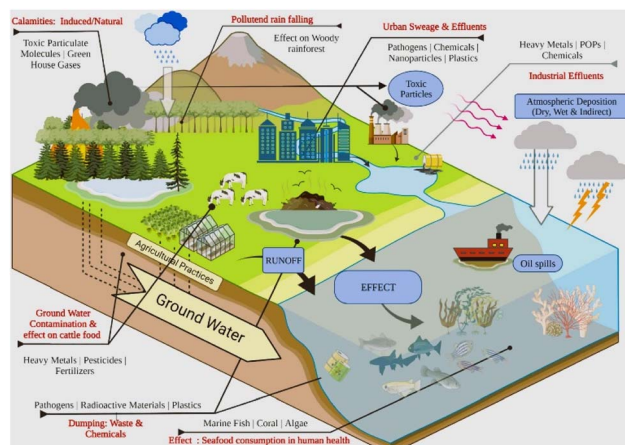 Calamities: Induced/Natural
Toxic Particulate
Molecules | Green
House Gases
Pollutend rain falling
Effect on Woody
rainforest
Urban Sweage & Effluents
Pathogens | Chemicals |
Nanoparticles | Plastics
Toxic
Particles
Heavy Metals | POPs |
Chemicals
Industrial Effluents
Atmospheric Deposition
(Dry, Wet & Indirect)
Agricultural Practices
RUNOFF
EFFECT
Oil spills
Ground Water
Ground Water
Contamination &
effect on cattle food
Heavy Metals | Pesticides |
Fertilizers
Pathogens | Radioactive Materials | Plastics
Dumping: Waste &
Chemicals
Marine Fish | Coral | Algae
Effect : Seafood consumption in human health